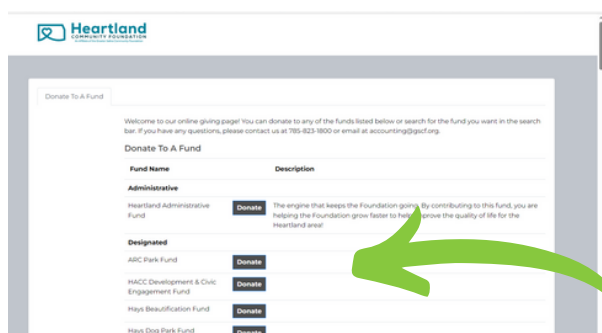 Heartland
COMMUNITY FOUNDATION
Donate To A Fund
Welcome to our online giving page! You can donate to any of the funds listed below or search for the fund you want in the search
bar. If you have any questions, please contact us at 785-823-1800 or email at accounting@gscf.org.
Donate To A Fund
Fund Name Description
Administrative
Heartland Administrative Donate The engine that keeps the Foundation going. By contributing to this fund, you are
Fund helping the Foundation grow faster to help improve the quality of life for the
Heartland area!
Designated
ARC Park Fund Donate
HACC Development & Civic Donate
Engagement Fund
Hays Beautification Fund Donate
Hays Dog Park Fund Donate